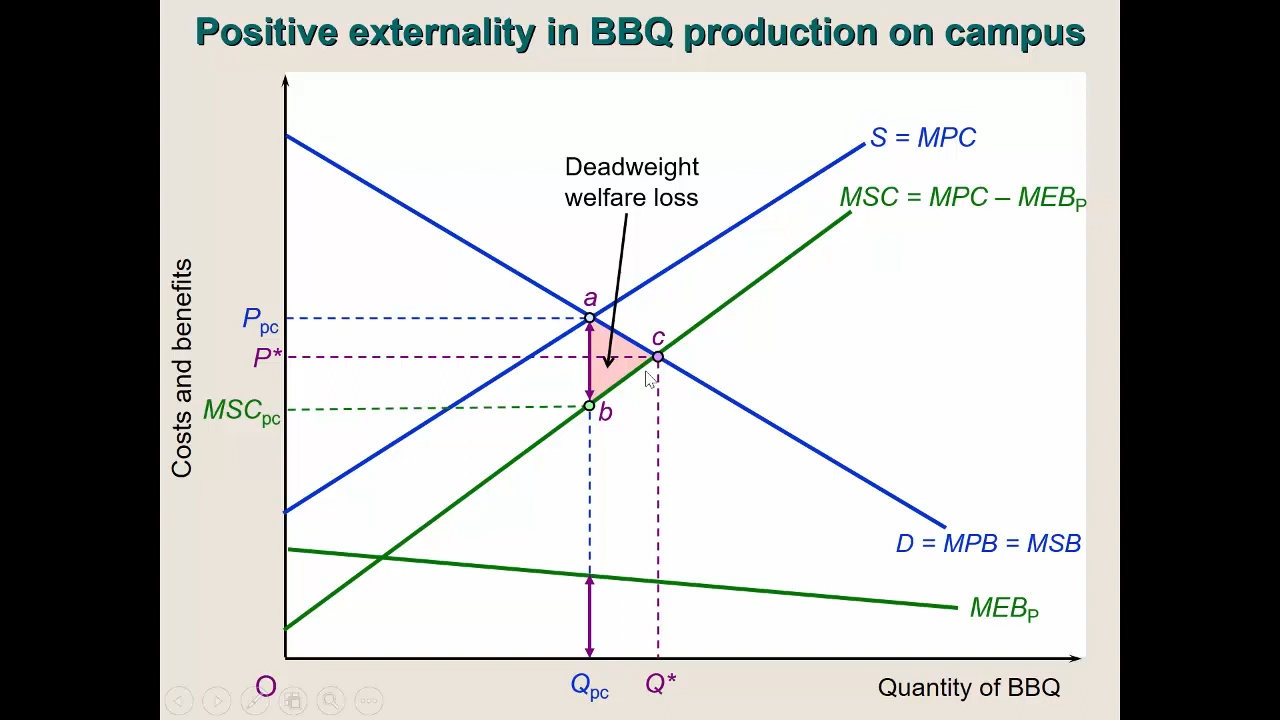 Positive externality in BBQ production on campus
S = MPC
Deadweight
welfare loss
MSC = MPC – MEBP
a
Ppc
c
P*
MSCpc
b
Costs and benefits
D = MPB = MSB
MEBP
O
Qpc
Q*
Quantity of BBQ